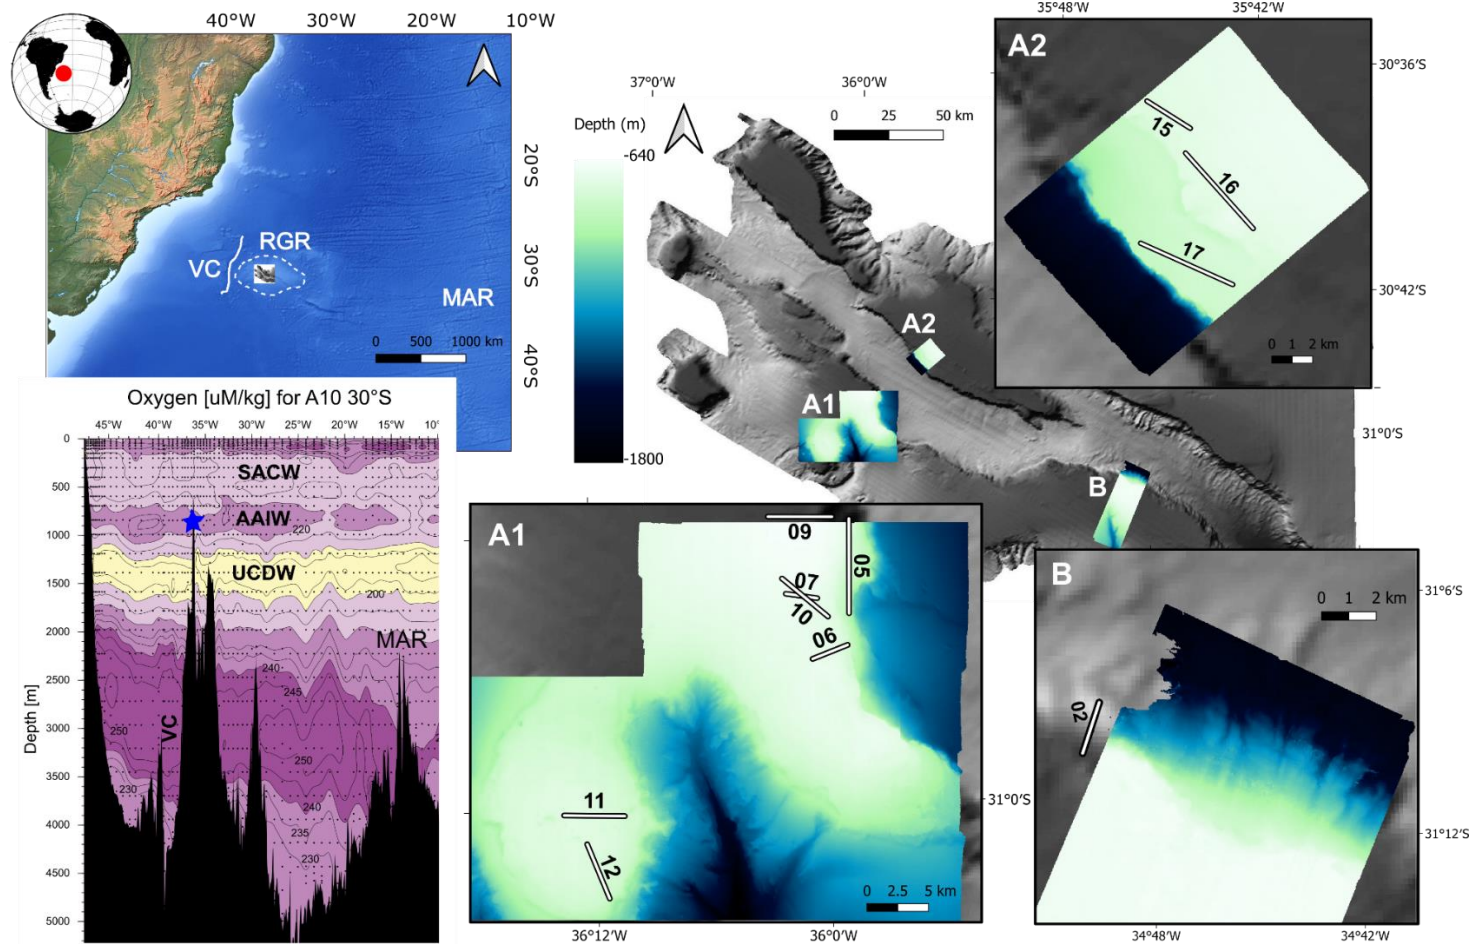 40°W 30°W 20°W 10°W
20°S
30°S
40°S
RGR
VC
MAR
0 500 1000 km
Oxygen [uM/kg] for A10 30°S
45°W 40°W 35°W 30°W 25°W 20°W 15°W 10°
0
500
1000
1500
2000
2500
3000
3500
4000
4500
5000
Depth [m]
SACW
AAIW
220
UCDW
200
MAR
240
245
250
VC
250
230
240
235
230
37°0'W 36°0'W
Depth (m)
-640
-1800
0 25 50 km
A2
A1
B
31°0'S
A2
35°48'W 35°42'W
30°36'S
30°42'S
15
16
17
0 1 2 km
A1
09
05
07
10
06
11
12
0 2.5 5 km
31°0'S
36°12'W 36°0'W
B
0 1 2 km
02
31°6'S
31°12'S
34°48'W 34°42'W